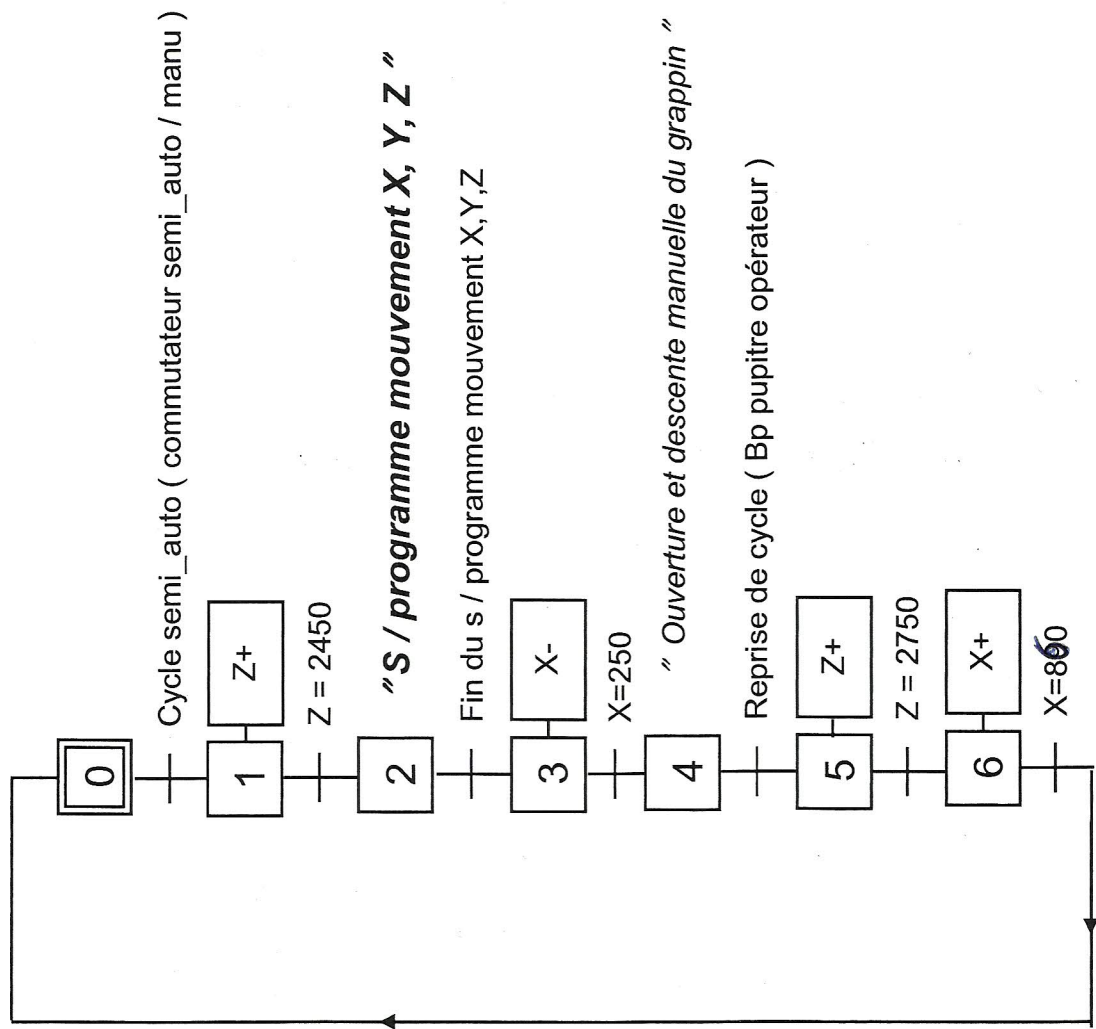 0
Cycle semi_auto ( commutateur semi_auto / manu )
1
Z+
Z = 2450
2
"S / programme mouvement X, Y, Z "
Fin du s / programme mouvement X,Y,Z
3
X-
X=250
4
" Ouverture et descente manuelle du grappin "
Reprise de cycle ( Bp pupitre opérateur )
5
Z+
Z = 2750
6
X+
X=860